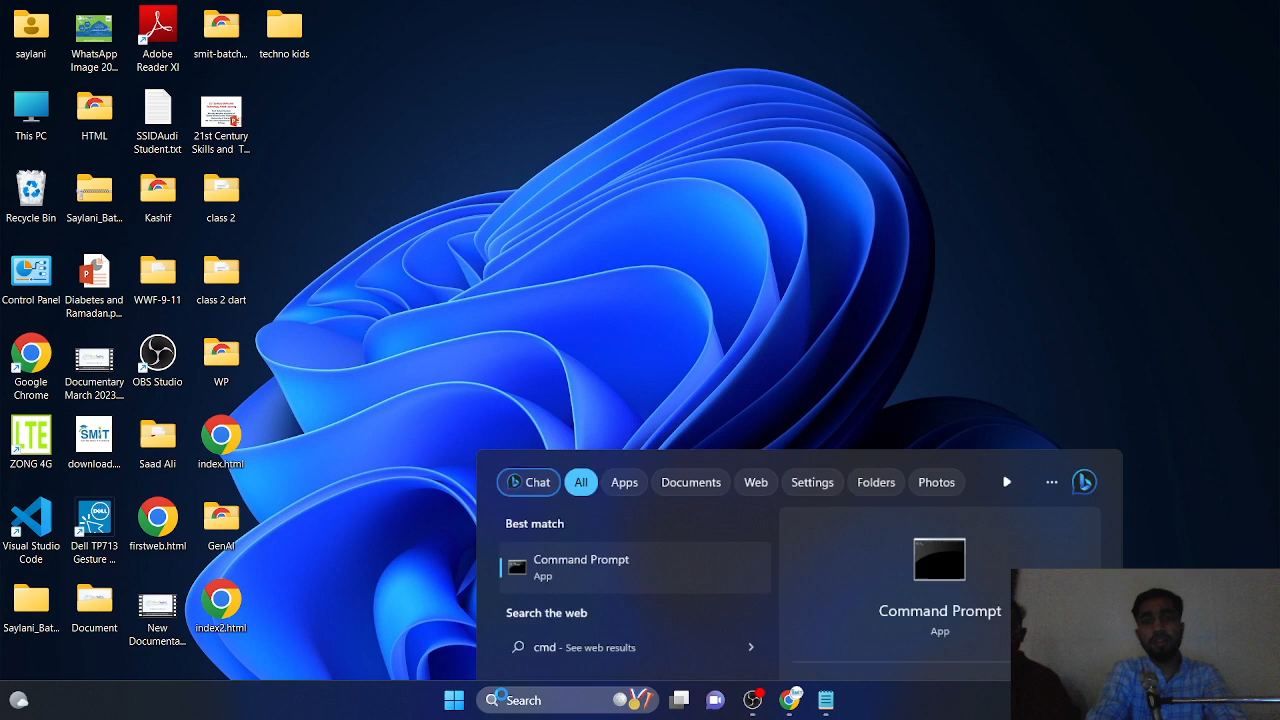 saylani
WhatsApp Image 20...
Adobe Reader XI
smit-batch...
techno kids
This PC
HTML
SSIDAudi Student.txt
21st Century Skills and T...
Recycle Bin
Saylani_Bat...
Kashif
class 2
Control Panel
Diabetes and Ramadan.p...
WWF-9-11
class 2 dart
Google Chrome
Documentary March 2023...
OBS Studio
WP
LTE
ZONG 4G
SMIT
download....
Saad Ali
index.html
Visual Studio Code
DELL
Dell TP713 Gesture ...
firstweb.html
GenAI
Saylani_Bat...
Document
New Documenta...
index2.html
Chat
All
Apps
Documents
Web
Settings
Folders
Photos
Best match
Command Prompt
App
Search the web
cmd - See web results
Command Prompt
App
Search